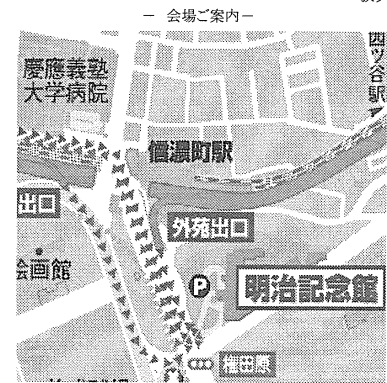 － 会場ご案内－
四ツ谷駅
慶應義塾
大学病院
信濃町駅
出口
外苑出口
絵画館
P
明治記念館
権田原